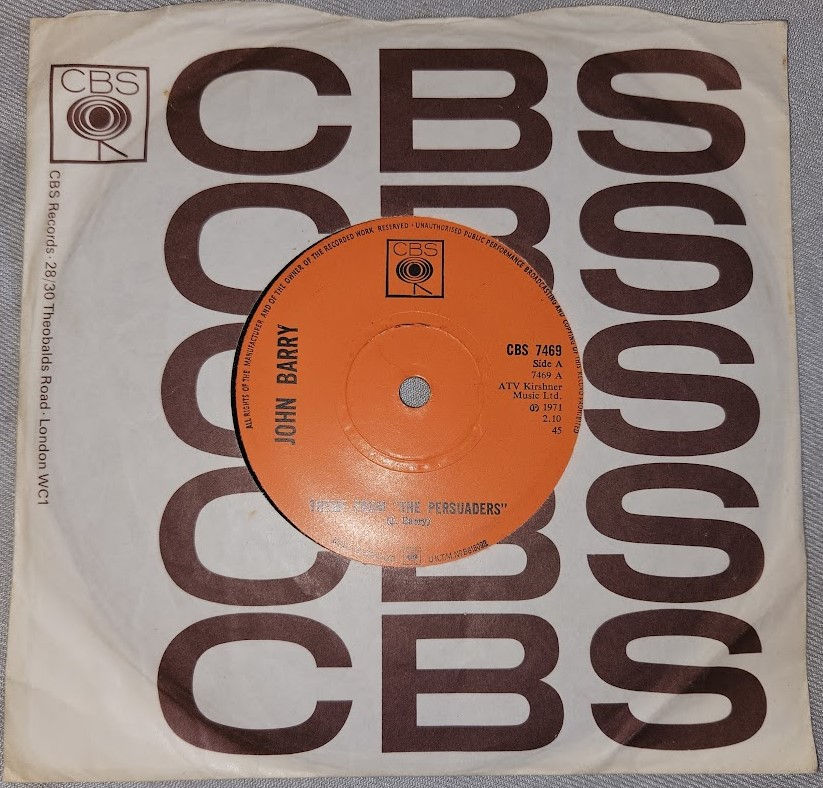 CBS
CBS
CBS
CBS
CBS
CBS
CBS Records · 28/30 Theobalds Road · London WC1
ALL RIGHTS OF THE MANUFACTURER AND OF THE OWNER OF THE RECORDED WORK RESERVED · UNAUTHORISED PUBLIC PERFORMANCE BROADCASTING AND COPYING OF THIS RECORD PROHIBITED
CBS
JOHN BARRY
CBS 7469
Side A
7469 A
ATV Kirshner
Music Ltd.
Ⓟ 1971
2.10
45
THEME FROM "THE PERSUADERS"
(J. Barry)